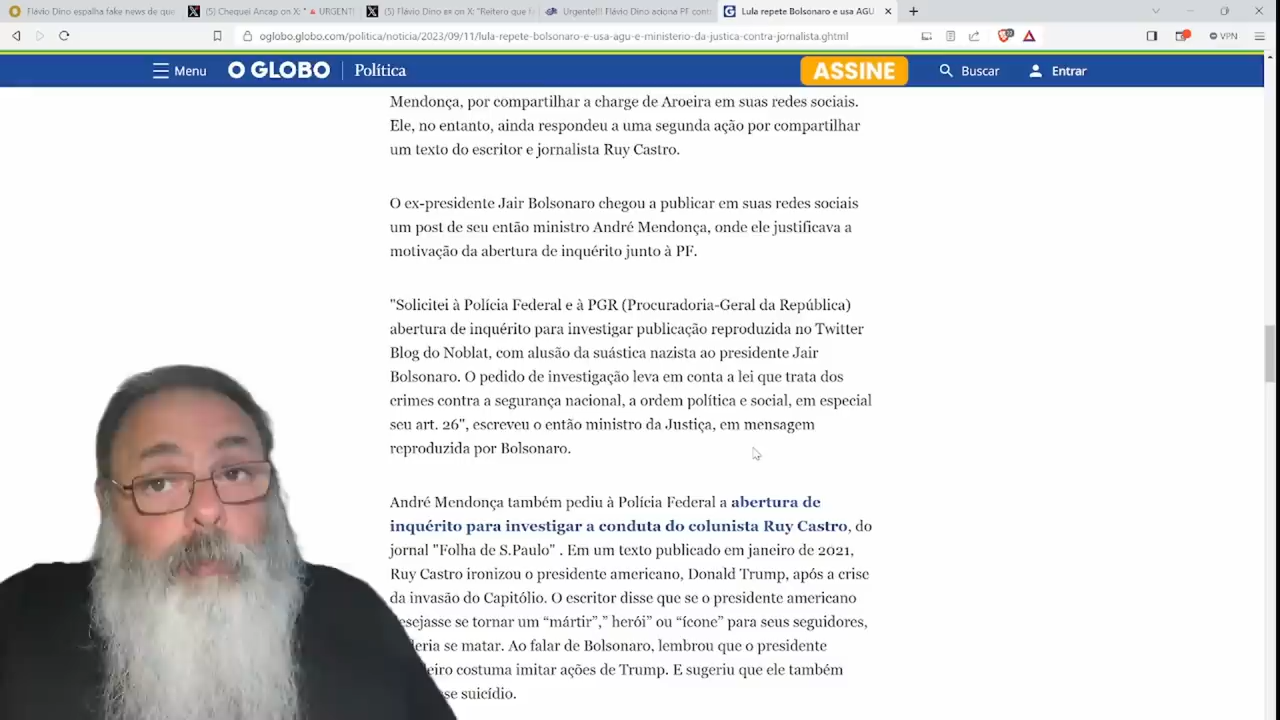 Flávio Dino espalha fake news de que
(5) Chequei Ancap on X: "🔺URGENT!
(5) Flávio Dino on X: "Reitero que
Urgente!!! Flávio Dino aciona PF cont
Lula repete Bolsonaro e usa AGU
oglobo.globo.com/politica/noticia/2023/09/11/lula-repete-bolsonaro-e-usa-agu-e-ministerio-da-justica-contra-jornalista.ghtml
VPN
Menu
O GLOBO
Política
ASSINE
Buscar
Entrar
Mendonça, por compartilhar a charge de Aroeira em suas redes sociais.
Ele, no entanto, ainda respondeu a uma segunda ação por compartilhar
um texto do escritor e jornalista Ruy Castro.
O ex-presidente Jair Bolsonaro chegou a publicar em suas redes sociais
um post de seu então ministro André Mendonça, onde ele justificava a
motivação da abertura de inquérito junto à PF.
"Solicitei à Polícia Federal e à PGR (Procuradoria-Geral da República)
abertura de inquérito para investigar publicação reproduzida no Twitter
Blog do Noblat, com alusão da suástica nazista ao presidente Jair
Bolsonaro. O pedido de investigação leva em conta a lei que trata dos
crimes contra a segurança nacional, a ordem política e social, em especial
seu art. 26", escreveu o então ministro da Justiça, em mensagem
reproduzida por Bolsonaro.
André Mendonça também pediu à Polícia Federal a abertura de
inquérito para investigar a conduta do colunista Ruy Castro, do
jornal "Folha de S.Paulo" . Em um texto publicado em janeiro de 2021,
Ruy Castro ironizou o presidente americano, Donald Trump, após a crise
da invasão do Capitólio. O escritor disse que se o presidente americano
desejasse se tornar um “mártir”,” herói” ou “ícone” para seus seguidores,
se matar. Ao falar de Bolsonaro, lembrou que o presidente
costuma imitar ações de Trump. E sugeriu que ele também
suicídio.